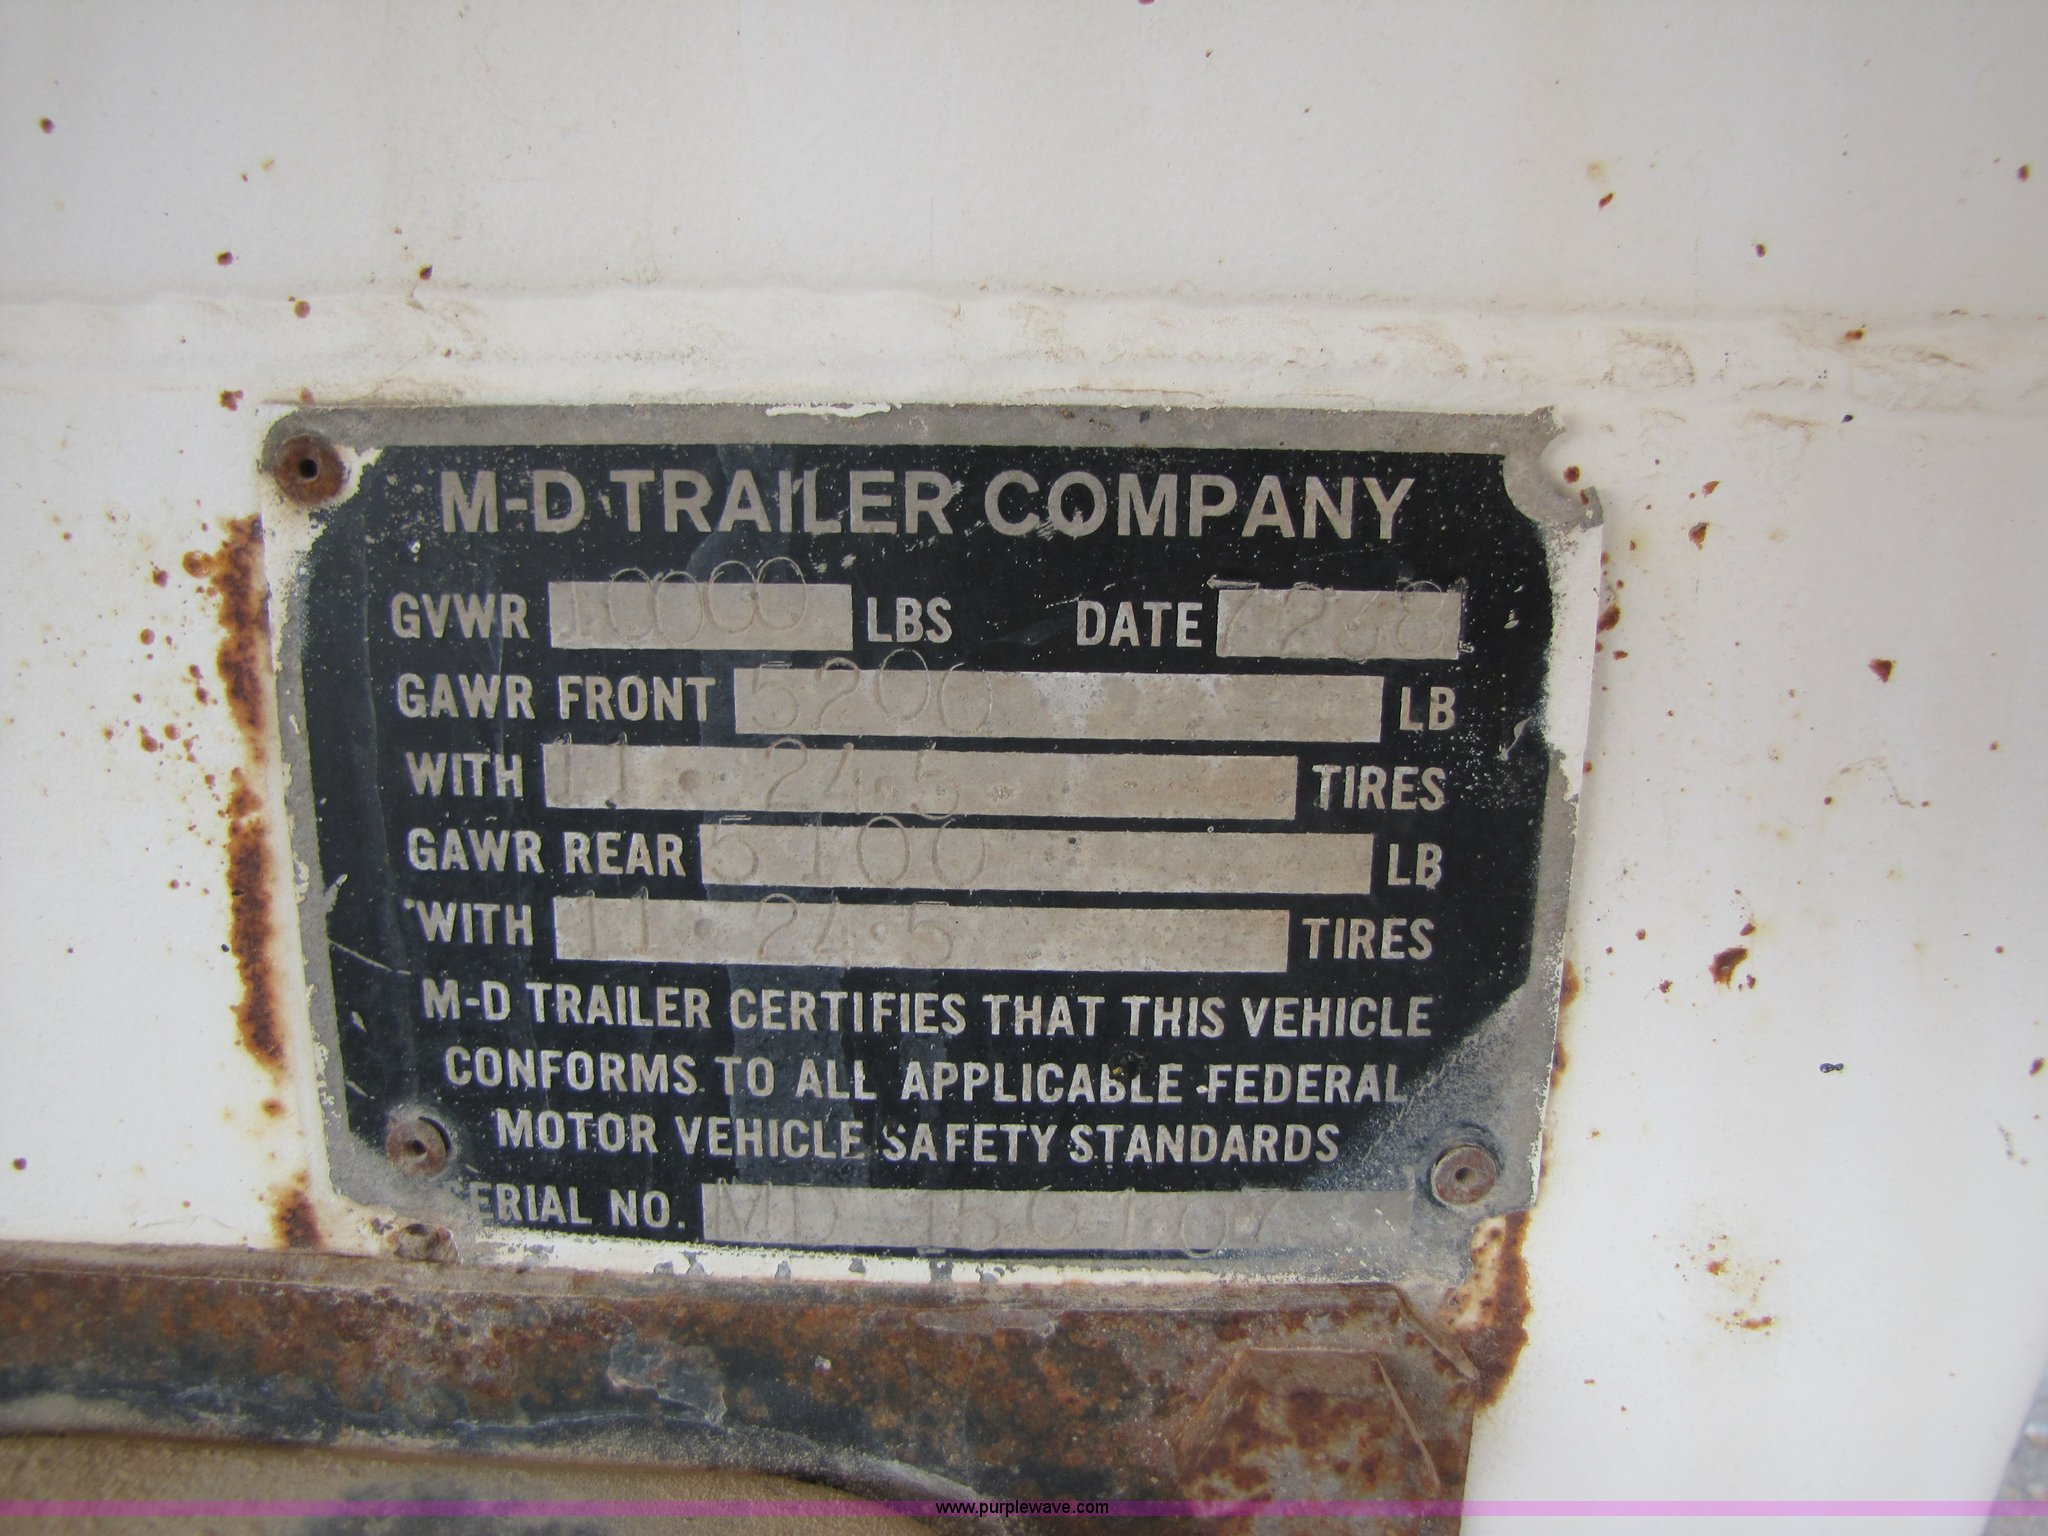 M-D TRAILER COMPANY
GVWR 10000 LBS DATE
GAWR FRONT 5200 LB
WITH 11 · 24.5 TIRES
GAWR REAR 5100 LB
WITH 11 · 24.5 TIRES
M-D TRAILER CERTIFIES THAT THIS VEHICLE
CONFORMS TO ALL APPLICABLE FEDERAL
MOTOR VEHICLE SAFETY STANDARDS
SERIAL NO.
www.purplewave.com